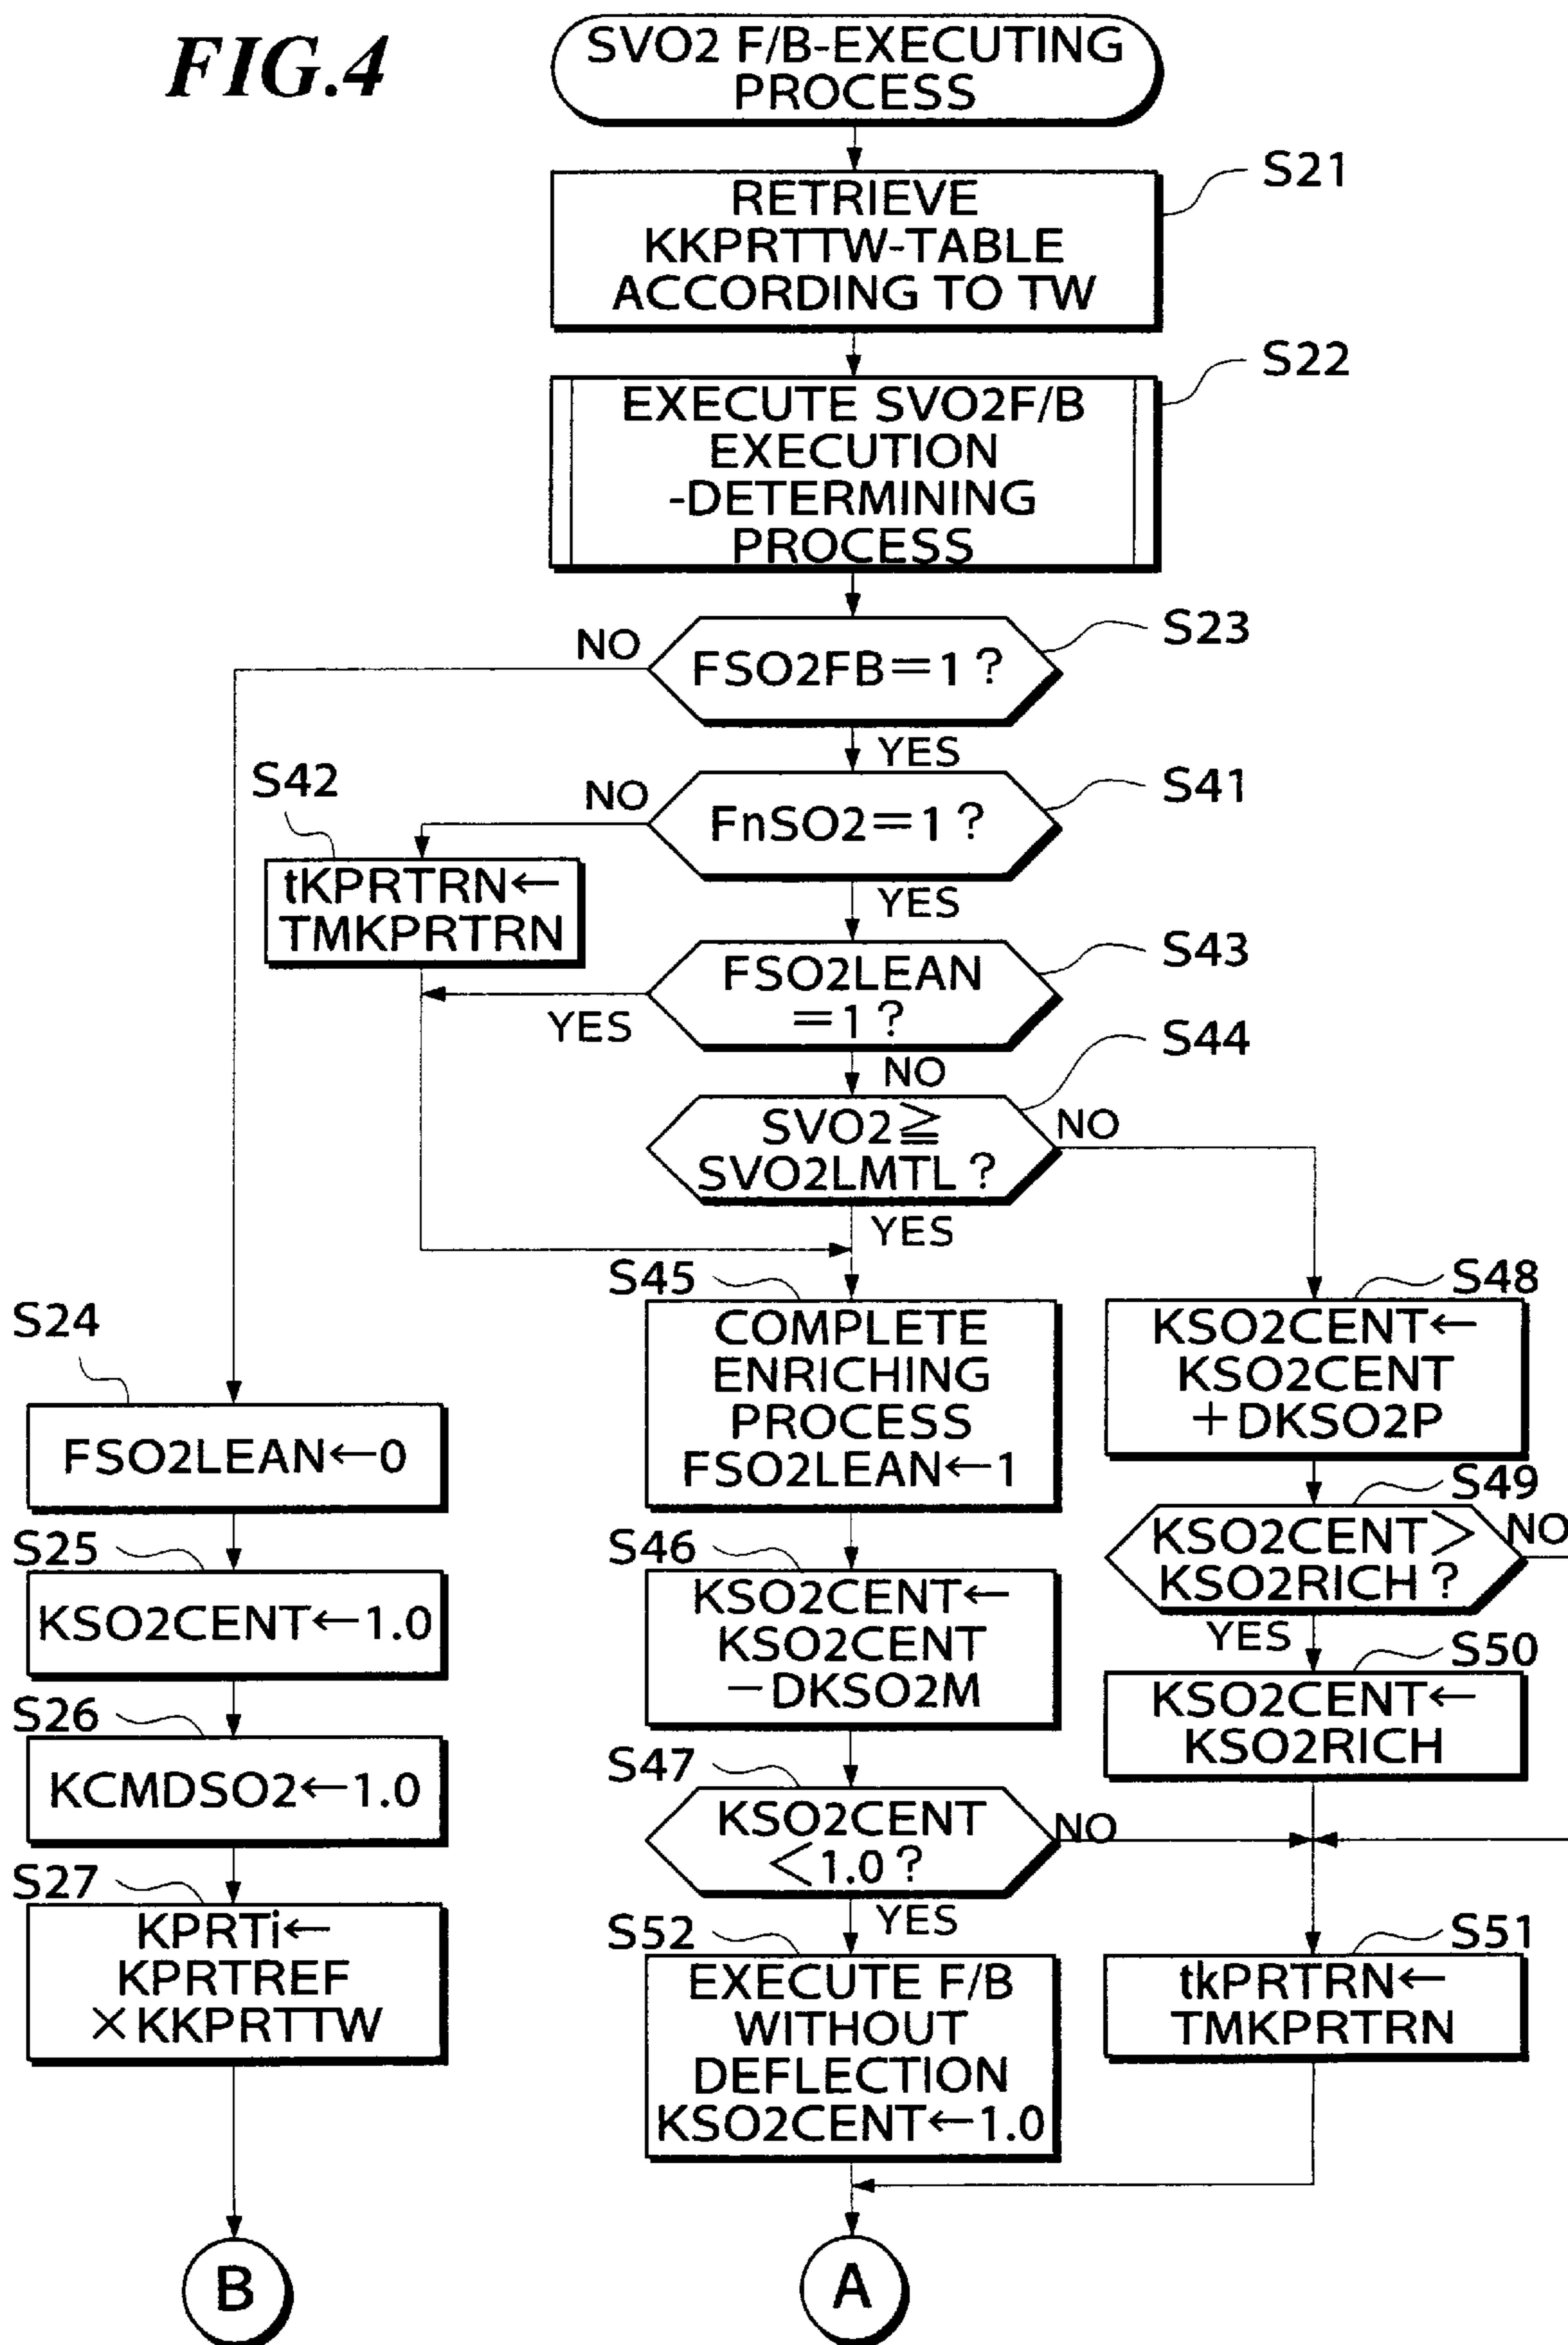 FIG.4
SVO2 F/B-EXECUTING
PROCESS
S21
RETRIEVE
KKPRTTW-TABLE
ACCORDING TO TW
S22
EXECUTE SVO2F/B
EXECUTION
-DETERMINING
PROCESS
S23
NO
FSO2FB=1?
YES
S41
S42
NO
FnSO2=1?
tKPRTRN←
TMKPRTRN
YES
S43
FSO2LEAN
=1?
YES
S44
NO
SVO2≧
SVO2LMTL?
NO
YES
S45
COMPLETE
ENRICHING
PROCESS
FSO2LEAN←1
S48
KSO2CENT←
KSO2CENT
+DKSO2P
S24
FSO2LEAN←0
S49
KSO2CENT>
KSO2RICH?
NO
YES
S25
KSO2CENT←1.0
S46
KSO2CENT←
KSO2CENT
-DKSO2M
S50
KSO2CENT←
KSO2RICH
S26
KCMDSO2←1.0
S47
KSO2CENT
<1.0?
NO
YES
S27
KPRTi←
KPRTREF
×KKPRTTW
S52
EXECUTE F/B
WITHOUT
DEFLECTION
KSO2CENT←1.0
S51
tkPRTRN←
TMKPRTRN
B
A